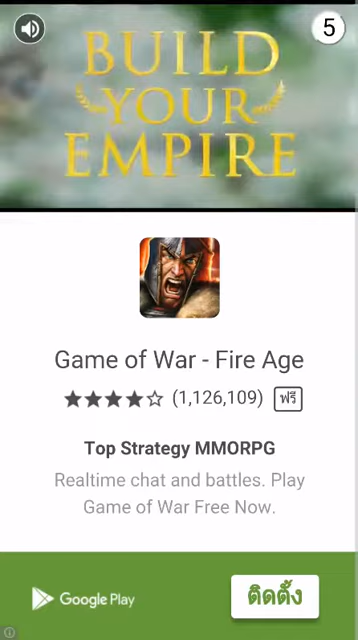 5
BUILD
YOUR
EMPIRE
Game of War - Fire Age
(1,126,109) ฟรี
Top Strategy MMORPG
Realtime chat and battles. Play
Game of War Free Now.
Google Play
ติดตั้ง